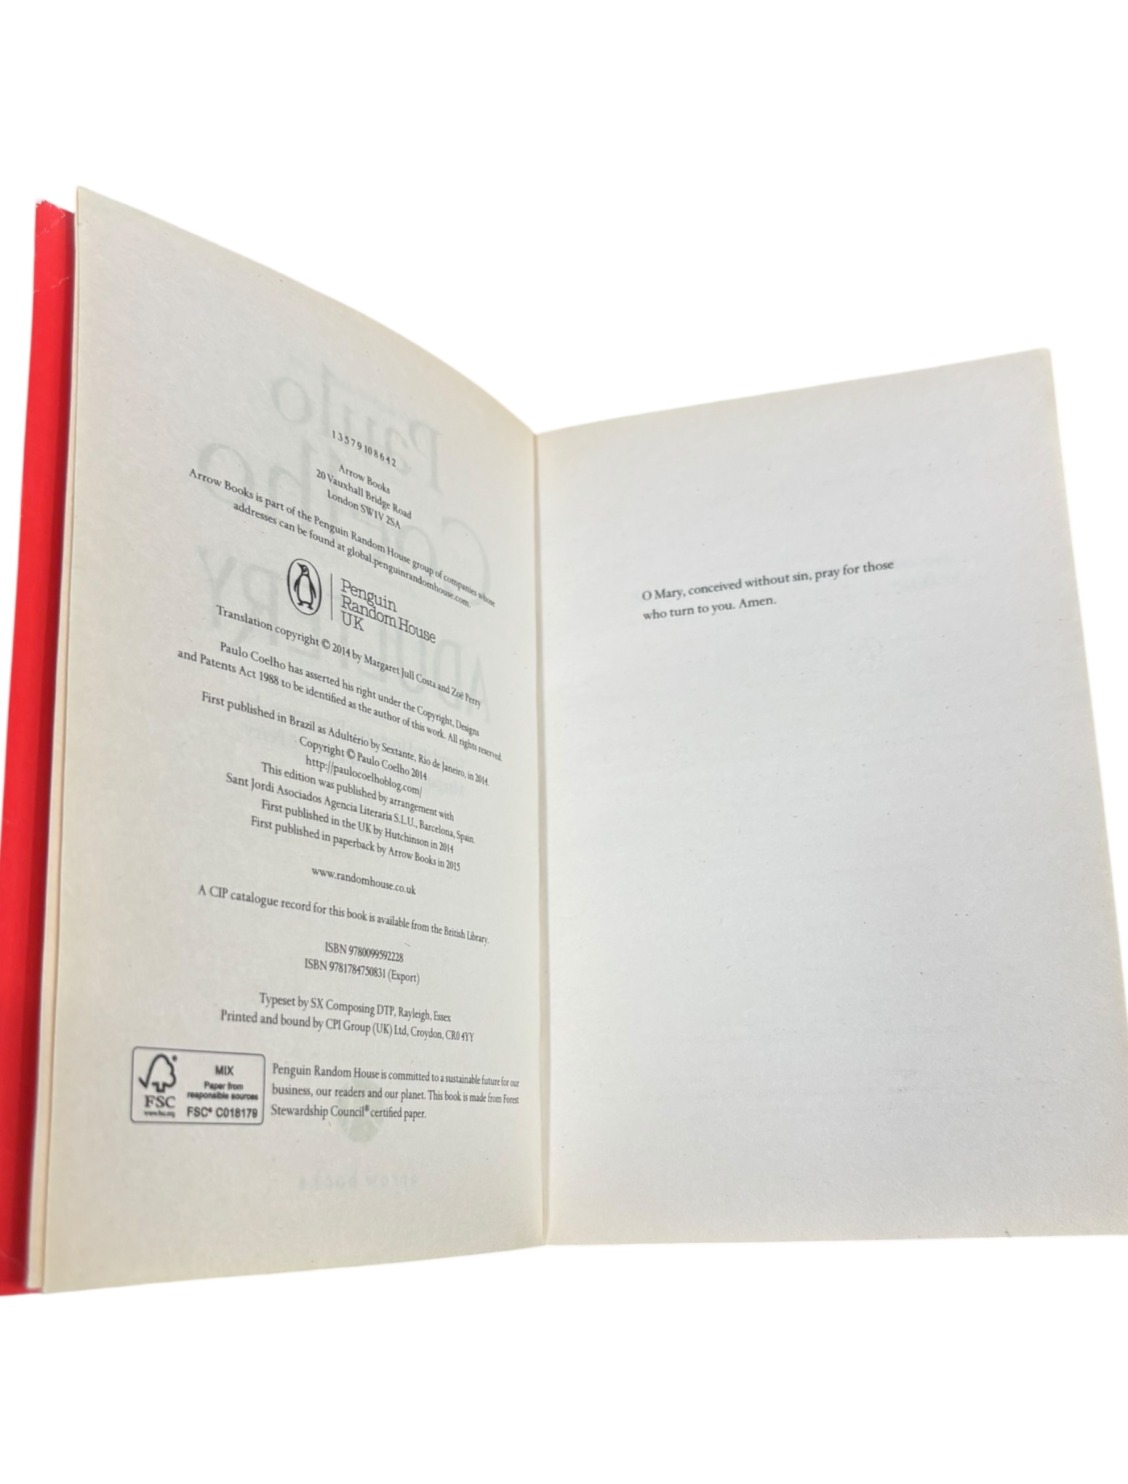 1 3 5 7 9 10 8 6 4 2
Arrow Books
20 Vauxhall Bridge Road
London SW1V 2SA
Arrow Books is part of the Penguin Random House group of companies whose
addresses can be found at global.penguinrandomhouse.com.
Penguin
Random House
UK
Translation copyright © 2014 by Margaret Jull Costa and Zoë Perry
Paulo Coelho has asserted his right under the Copyright, Designs
and Patents Act 1988 to be identified as the author of this work. All rights reserved.
First published in Brazil as Adultério by Sextante, Rio de Janeiro, in 2014
Copyright © Paulo Coelho 2014
http://paulocoelhoblog.com/
This edition was published by arrangement with
Sant Jordi Asociados Agencia Literaria S.L.U., Barcelona, Spain.
First published in the UK by Hutchinson in 2014
First published in paperback by Arrow Books in 2015
www.randomhouse.co.uk
A CIP catalogue record for this book is available from the British Library.
ISBN 9780099592228
ISBN 9781784750831 (Export)
Typeset by SX Composing DTP, Rayleigh, Essex
Printed and bound by CPI Group (UK) Ltd, Croydon, CR0 4YY
FSC
www.fsc.org
MIX
Paper from
responsible sources
FSC® C018179
Penguin Random House is committed to a sustainable future for our
business, our readers and our planet. This book is made from Forest
Stewardship Council® certified paper.
O Mary, conceived without sin, pray for those
who turn to you. Amen.